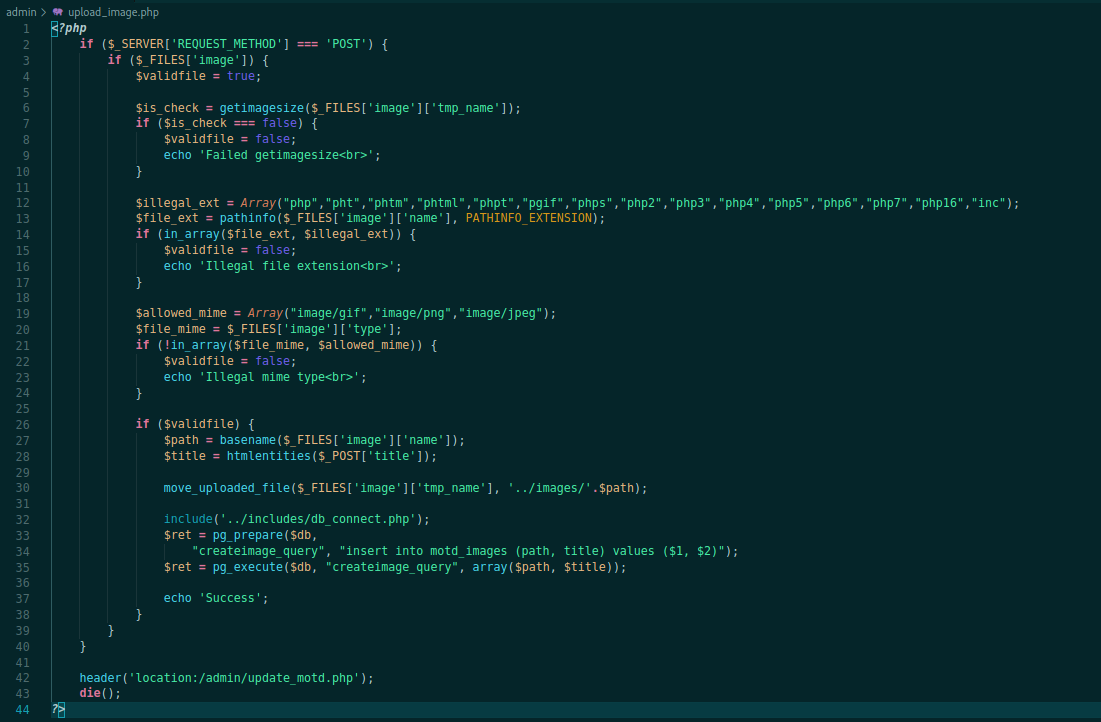 admin > upload_image.php
1 <?php
2 if ($_SERVER['REQUEST_METHOD'] === 'POST') {
3 if ($_FILES['image']) {
4 $validfile = true;
5
6 $is_check = getimagesize($_FILES['image']['tmp_name']);
7 if ($is_check === false) {
8 $validfile = false;
9 echo 'Failed getimagesize<br>';
10 }
11
12 $illegal_ext = Array("php","pht","phtm","phtml","phpt","pgif","phps","php2","php3","php4","php5","php6","php7","php16","inc");
13 $file_ext = pathinfo($_FILES['image']['name'], PATHINFO_EXTENSION);
14 if (in_array($file_ext, $illegal_ext)) {
15 $validfile = false;
16 echo 'Illegal file extension<br>';
17 }
18
19 $allowed_mime = Array("image/gif","image/png","image/jpeg");
20 $file_mime = $_FILES['image']['type'];
21 if (!in_array($file_mime, $allowed_mime)) {
22 $validfile = false;
23 echo 'Illegal mime type<br>';
24 }
25
26 if ($validfile) {
27 $path = basename($_FILES['image']['name']);
28 $title = htmlentities($_POST['title']);
29
30 move_uploaded_file($_FILES['image']['tmp_name'], '../images/'.$path);
31
32 include('../includes/db_connect.php');
33 $ret = pg_prepare($db,
34 "createimage_query", "insert into motd_images (path, title) values ($1, $2)");
35 $ret = pg_execute($db, "createimage_query", array($path, $title));
36
37 echo 'Success';
38 }
39 }
40 }
41
42 header('location:/admin/update_motd.php');
43 die();
44 ?>